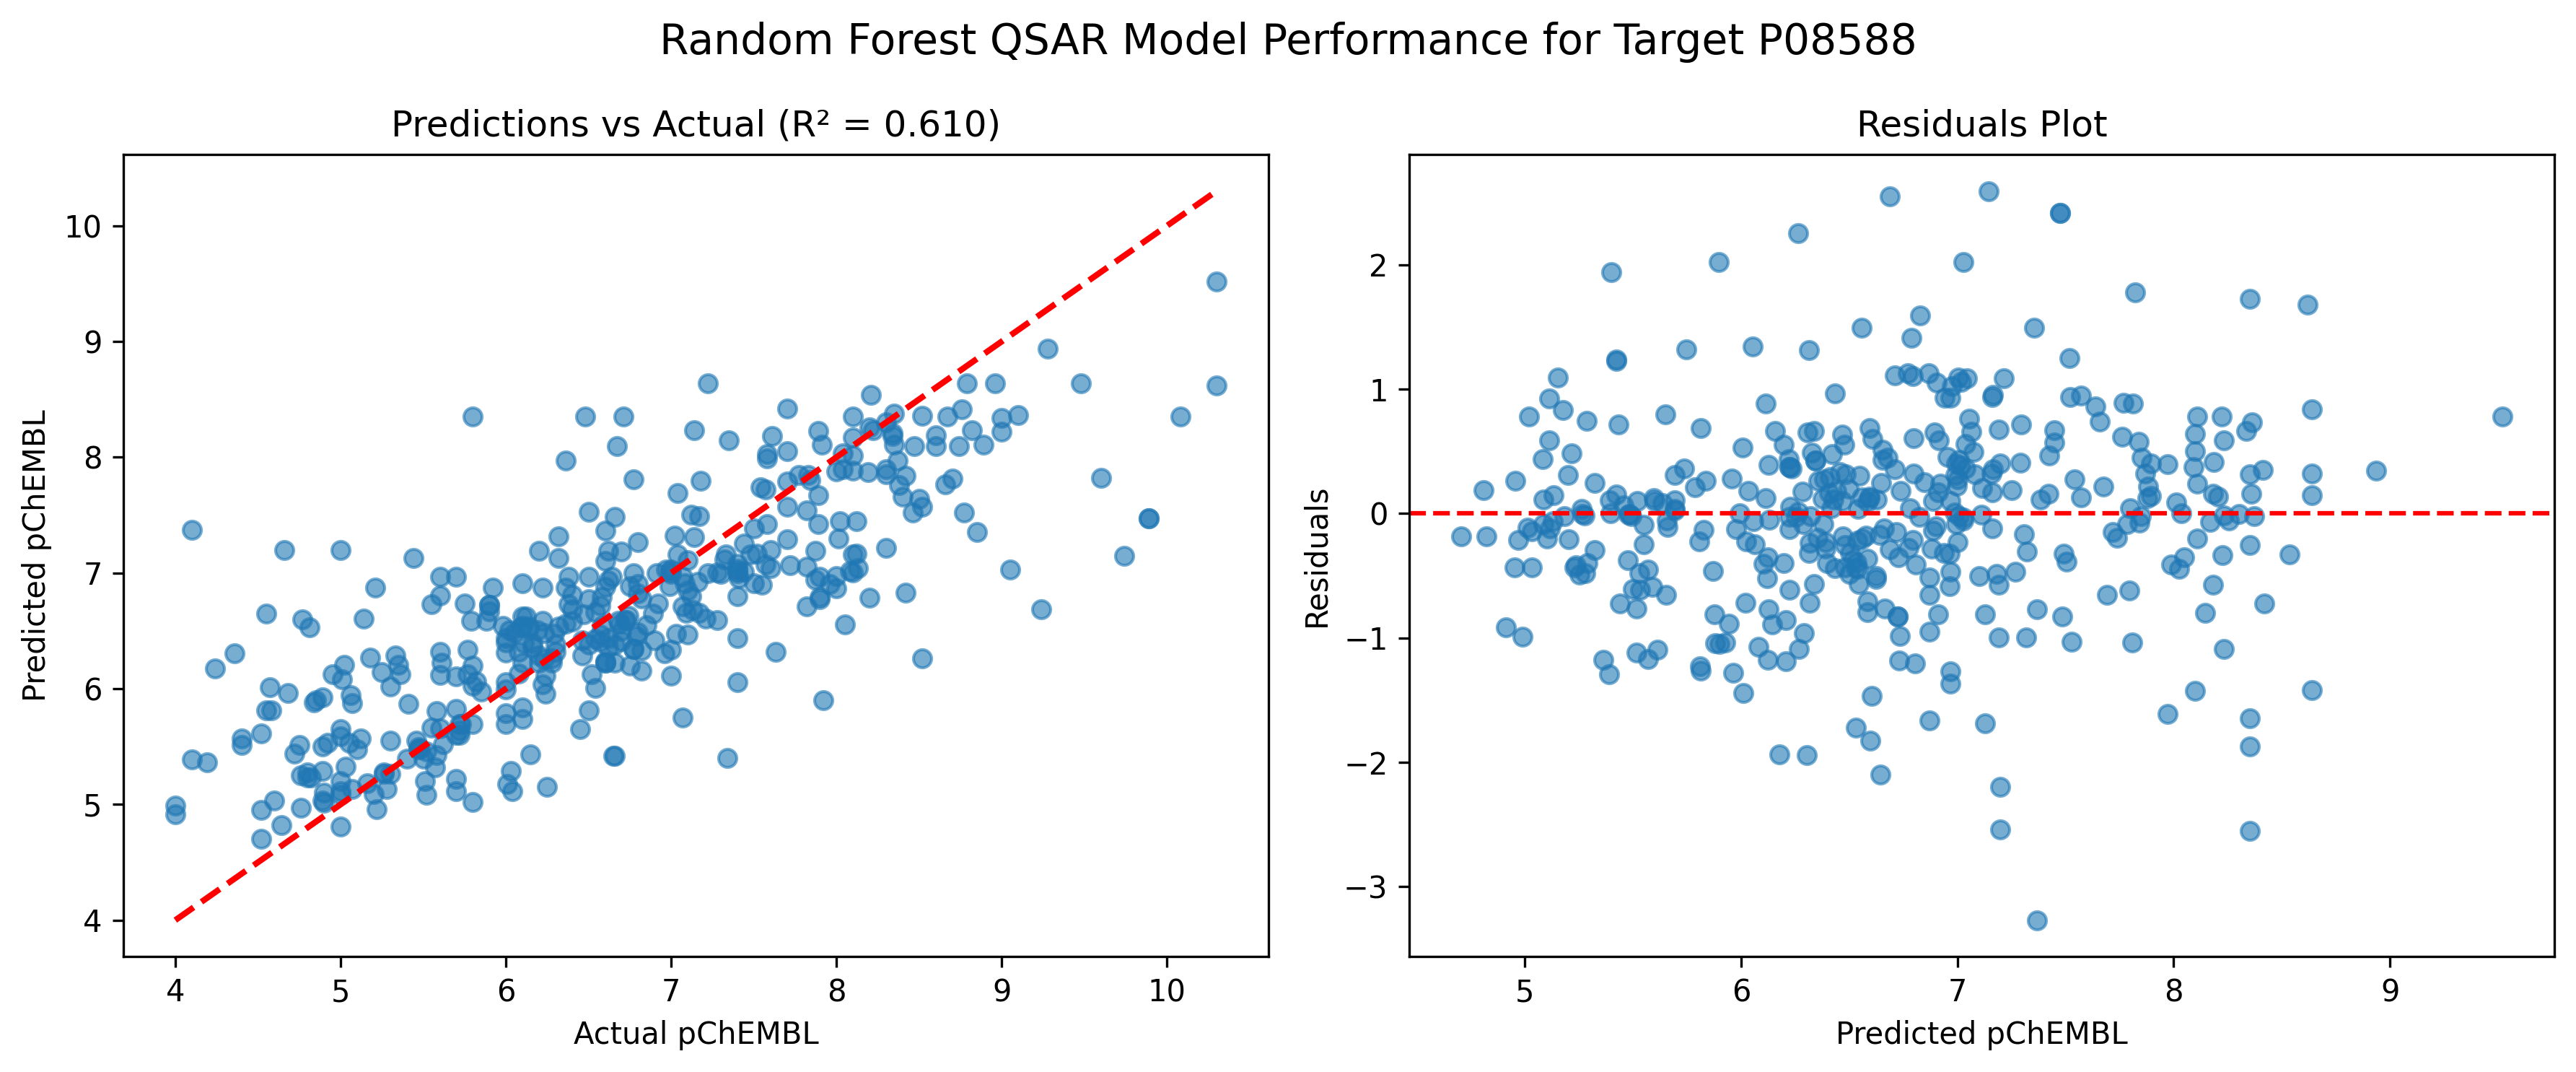 Random Forest QSAR Model Performance for Target P08588
Predictions vs Actual (R² = 0.610)
Predicted pChEMBL
10
9
8
7
6
5
4
4 5 6 7 8 9 10
Actual pChEMBL
Residuals Plot
Residuals
2
1
0
−1
−2
−3
5 6 7 8 9
Predicted pChEMBL